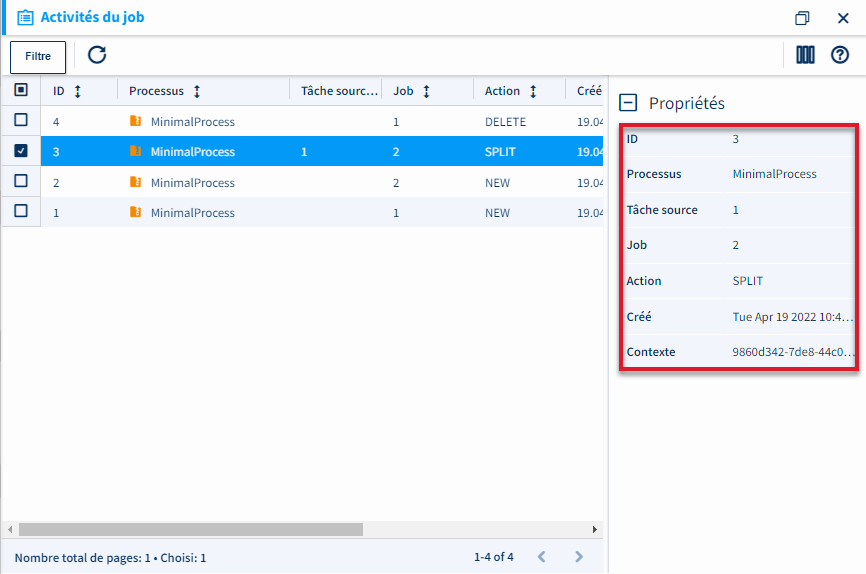 Activités du job
Filtre
ID Processus Tâche sourc... Job Action Créé
4 MinimalProcess 1 DELETE 19.04
3 MinimalProcess 1 2 SPLIT 19.04
2 MinimalProcess 2 NEW 19.04
1 MinimalProcess 1 NEW 19.04
Nombre total de pages: 1 • Choisi: 1
1-4 of 4
Propriétés
ID 3
Processus MinimalProcess
Tâche source 1
Job 2
Action SPLIT
Créé Tue Apr 19 2022 10:4...
Contexte 9860d342-7de8-44c0...